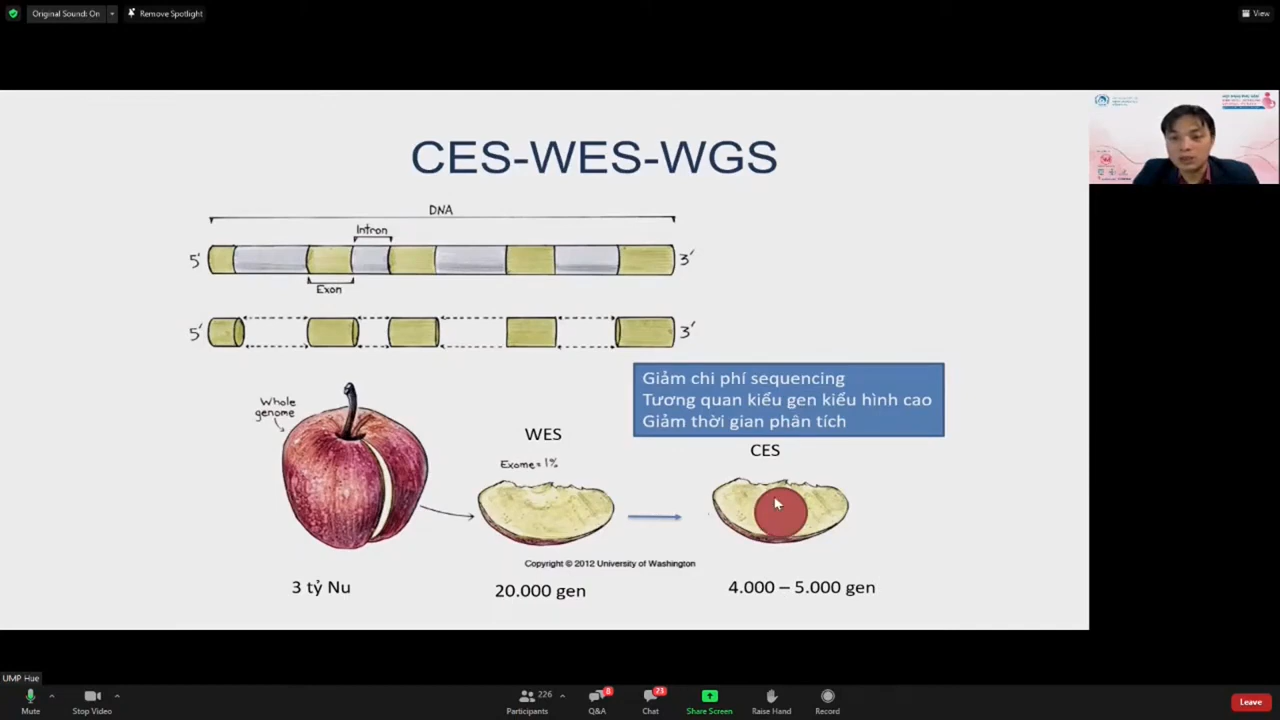 Original Sound: On
Remove Spotlight
View
CES-WES-WGS
DNA
Intron
5'
3'
Exon
5'
3'
Giảm chi phí sequencing
Tương quan kiểu gen kiểu hình cao
Giảm thời gian phân tích
Whole
genome
WES
CES
Exome = 1%
Copyright © 2012 University of Washington
3 tỷ Nu
20.000 gen
4.000 – 5.000 gen
UMP Hue
Mute
Stop Video
226
Participants
8
Q&A
23
Chat
Share Screen
Raise Hand
Record
Leave